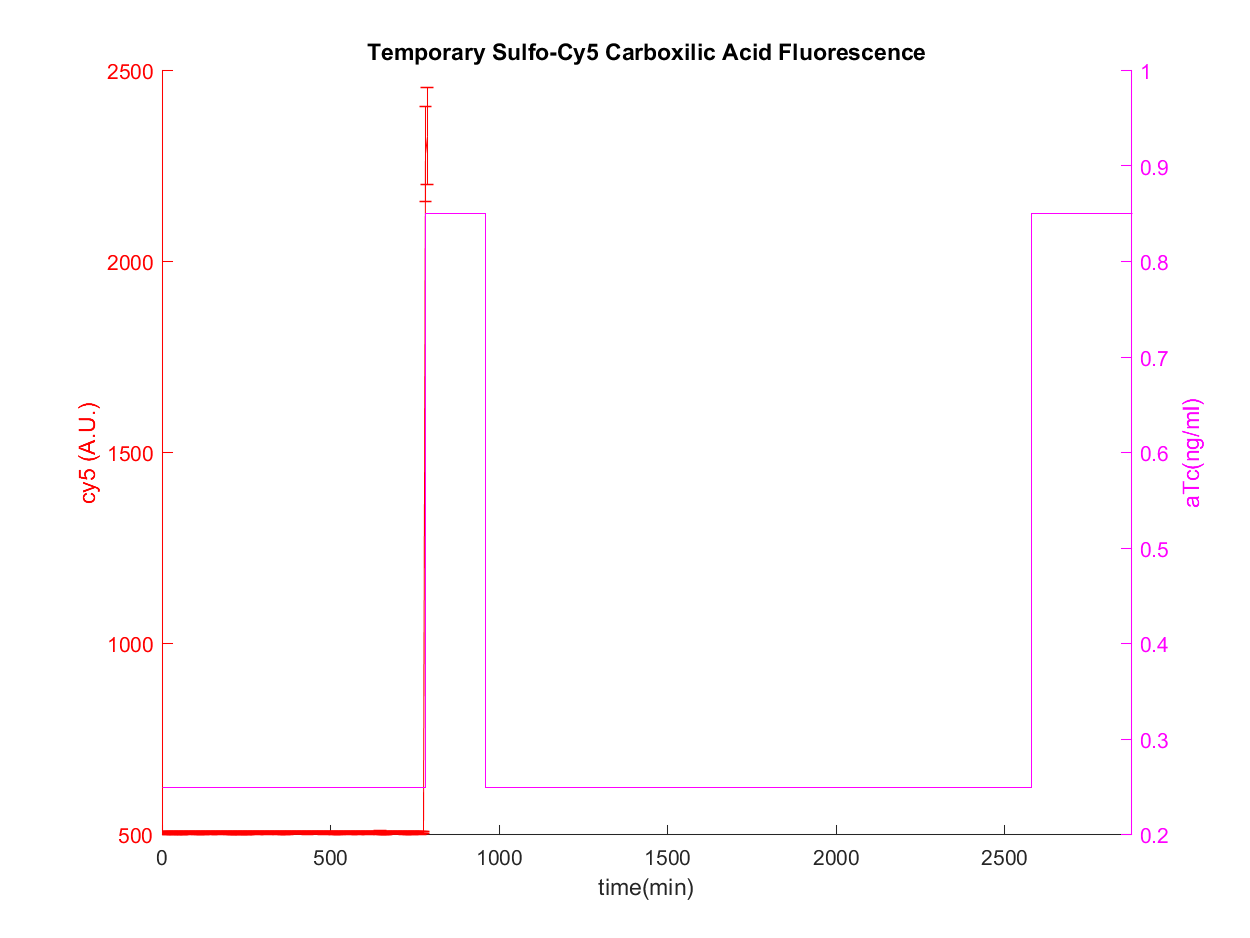 Temporary Sulfo-Cy5 Carboxilic Acid Fluorescence
2500
2000
1500
1000
500
cy5 (A.U.)
1
0.9
0.8
0.7
0.6
0.5
0.4
0.3
0.2
aTc(ng/ml)
0 500 1000 1500 2000 2500
time(min)